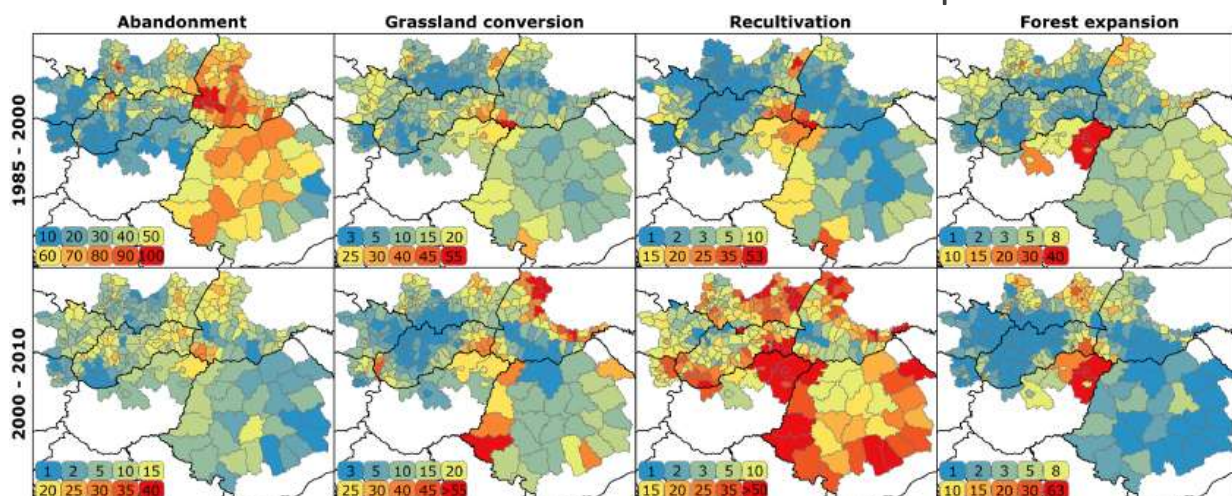 Abandonment Grassland conversion Recultivation Forest expansion
1985 - 2000
10 20 30 40 50 3 5 10 15 20 1 2 3 5 10 1 2 3 5 8
60 70 80 90 100 25 30 40 45 55 15 20 25 35 53 10 15 20 30 40
2000 - 2010
1 2 5 10 15 3 5 10 15 20 1 2 3 5 10 1 2 3 5 8
20 25 30 35 40 25 30 40 45 >55 15 20 25 35 >50 10 15 20 30 63